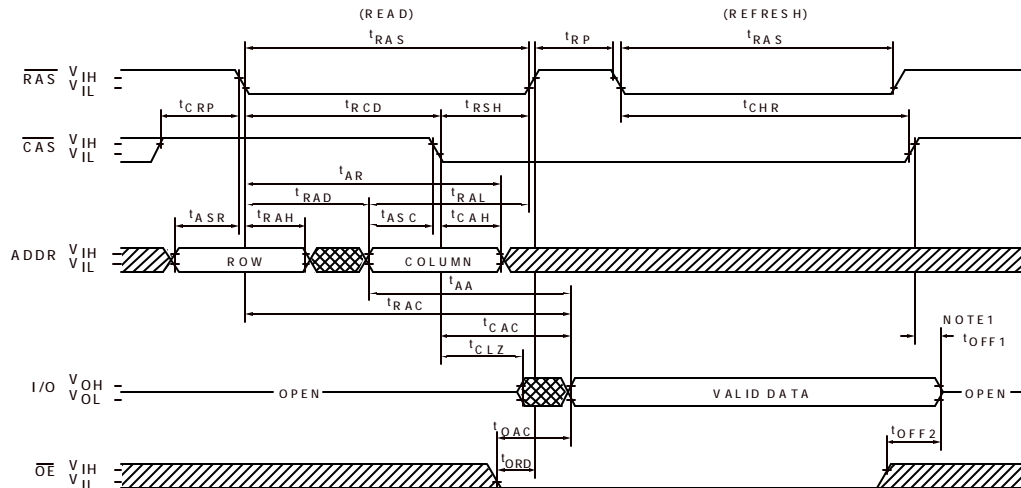 (READ) (REFRESH)
tRAS tRP tRAS
RAS VIH
VIL
tCRP tRCD tRSH tCHR
CAS VIH
VIL
tAR
tRAD tRAL
tASR tRAH tASC tCAH
ADDR VIH
VIL
ROW COLUMN
tAA
tRAC
tCAC
NOTE1
tCLZ tOFF1
I/O VOH
VOL
OPEN VALID DATA OPEN
tOAC tOFF2
tORD
OE VIH
VIL